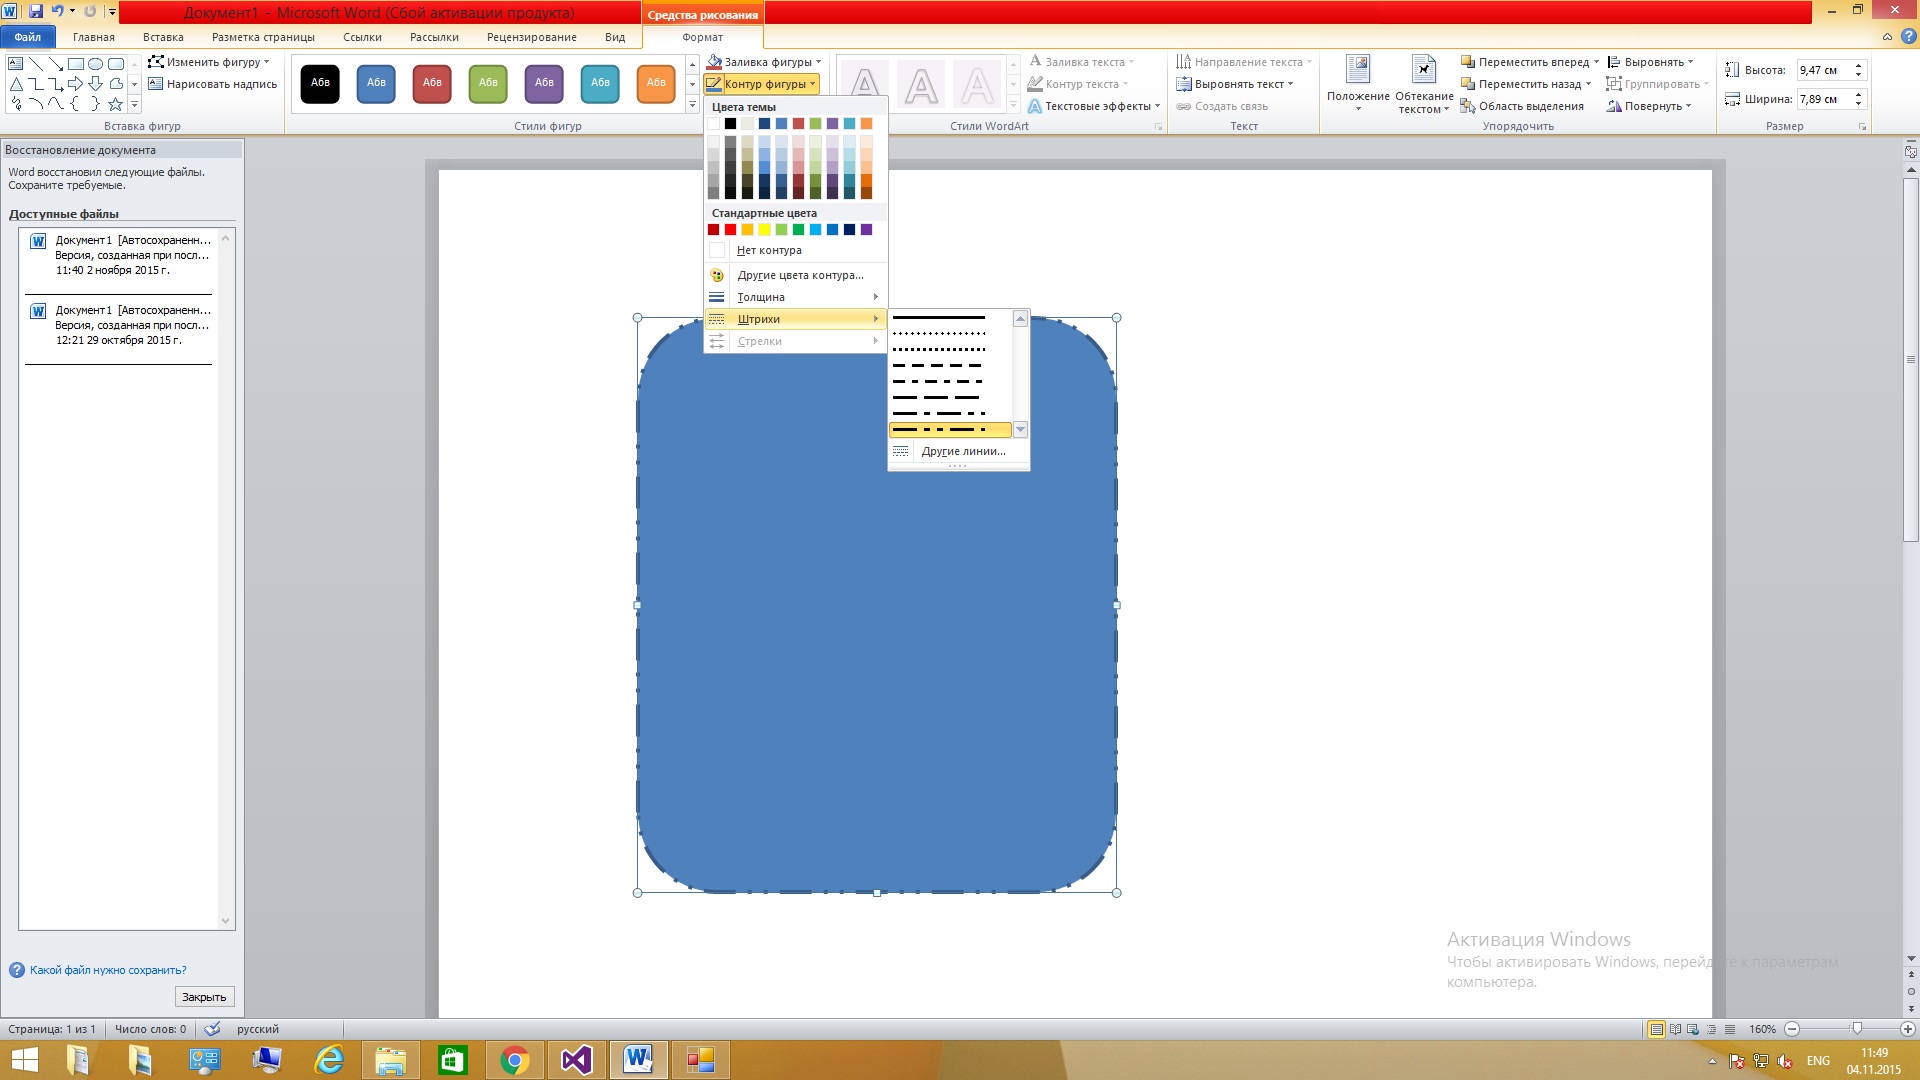 Документ1 - Microsoft Word (Сбой активации продукта)
Средства рисования
Файл
Главная
Вставка
Разметка страницы
Ссылки
Рассылки
Рецензирование
Вид
Формат
Изменить фигуру
Нарисовать надпись
Вставка фигур
Абв
Абв
Абв
Абв
Абв
Абв
Абв
Стили фигур
Заливка фигуры
Контур фигуры
Заливка текста
Контур текста
Текстовые эффекты
Стили WordArt
Направление текста
Выровнять текст
Создать связь
Текст
Положение
Обтекание
текстом
Переместить вперед
Переместить назад
Область выделения
Выровнять
Группировать
Повернуть
Упорядочить
Высота:
9,47 см
Ширина:
7,89 см
Размер
Цвета темы
Стандартные цвета
Нет контура
Другие цвета контура...
Толщина
Штрихи
Стрелки
Другие линии...
Восстановление документа
Word восстановил следующие файлы.
Сохраните требуемые.
Доступные файлы
Документ1 [Автосохраненн...
Версия, созданная при посл...
11:40 2 ноября 2015 г.
Документ1 [Автосохраненн...
Версия, созданная при посл...
12:21 29 октября 2015 г.
Какой файл нужно сохранить?
Закрыть
Активация Windows
Чтобы активировать Windows, перейдите к параметрам
компьютера.
Страница: 1 из 1
Число слов: 0
русский
160%
ENG
11:49
04.11.2015